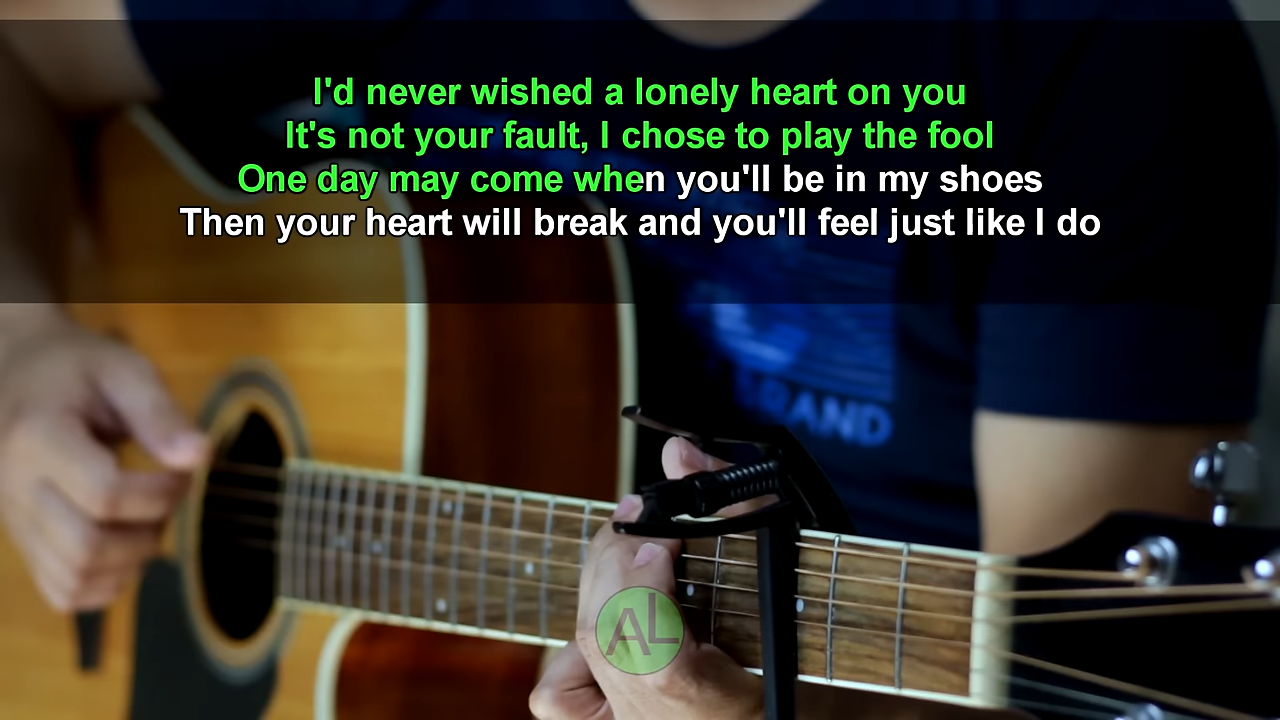 I'd never wished a lonely heart on you
It's not your fault, I chose to play the fool
One day may come when you'll be in my shoes
Then your heart will break and you'll feel just like I do
RAND
AL